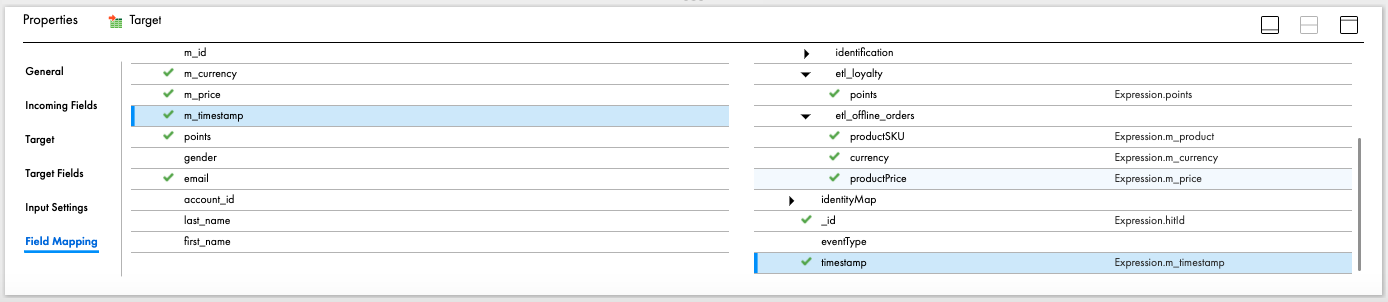 Properties Target
General
Incoming Fields
Target
Target Fields
Input Settings
Field Mapping
m_id
m_currency
m_price
m_timestamp
points
gender
email
account_id
last_name
first_name
identification
etl_loyalty
points Expression.points
etl_offline_orders
productSKU Expression.m_product
currency Expression.m_currency
productPrice Expression.m_price
identityMap
_id Expression.hitId
eventType
timestamp Expression.m_timestamp